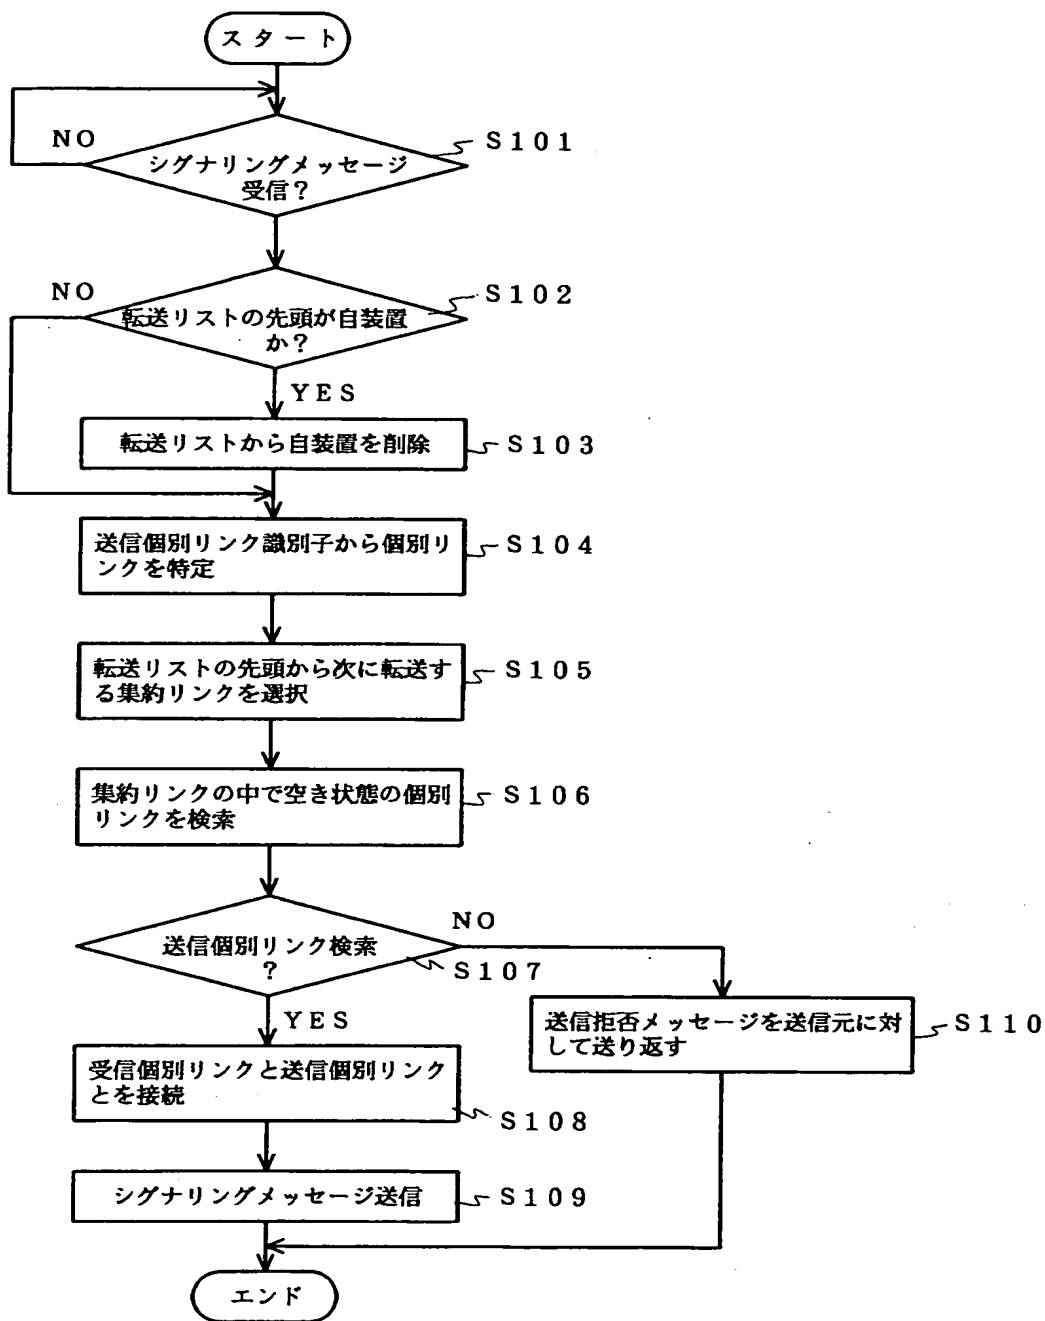 スタート
NO
シグナリングメッセージ
受信？
S101
NO
転送リストの先頭が自装置
か？
S102
YES
転送リストから自装置を削除
S103
送信個別リンク識別子から個別リ
ンクを特定
S104
転送リストの先頭から次に転送す
る集約リンクを選択
S105
集約リンクの中で空き状態の個別
リンクを検索
S106
送信個別リンク検索
？
NO
S107
YES
送信拒否メッセージを送信元に対
して送り返す
S110
受信個別リンクと送信個別リンク
とを接続
S108
シグナリングメッセージ送信
S109
エンド